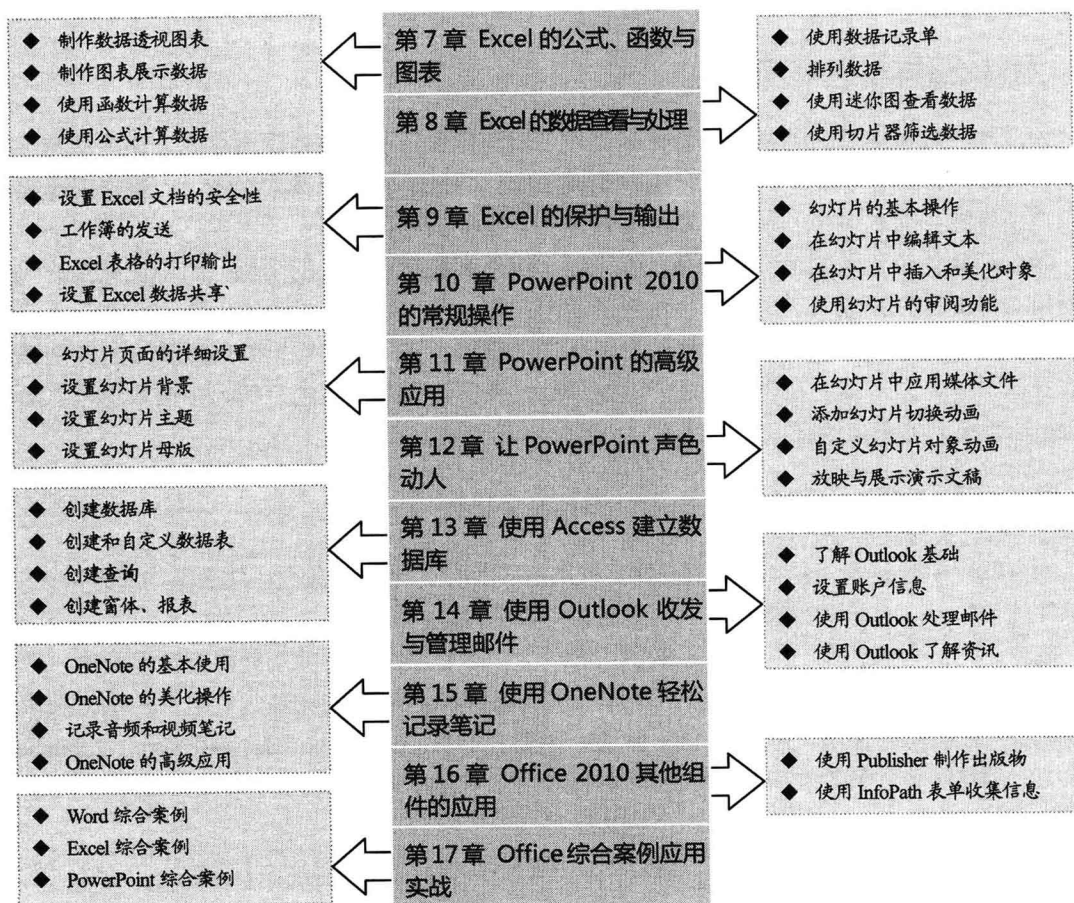 制作数据透视图表
制作图表展示数据
使用函数计算数据
使用公式计算数据
第 7 章 Excel 的公式、函数与
图表
第 8 章 Excel的数据查看与处理
使用数据记录单
排列数据
使用迷你图查看数据
使用切片器筛选数据
设置 Excel 文档的安全性
工作簿的发送
Excel 表格的打印输出
设置 Excel 数据共享
第 9 章 Excel 的保护与输出
第 10 章 PowerPoint 2010
的常规操作
幻灯片的基本操作
在幻灯片中编辑文本
在幻灯片中插入和美化对象
使用幻灯片的审阅功能
幻灯片页面的详细设置
设置幻灯片背景
设置幻灯片主题
设置幻灯片母版
第 11 章 PowerPoint 的高级
应用
第 12 章 让 PowerPoint 声色
动人
在幻灯片中应用媒体文件
添加幻灯片切换动画
自定义幻灯片对象动画
放映与展示演示文稿
创建数据库
创建和自定义数据表
创建查询
创建窗体、报表
第 13 章 使用 Access 建立数
据库
第 14 章 使用 Outlook 收发
与管理邮件
了解 Outlook 基础
设置账户信息
使用 Outlook 处理邮件
使用 Outlook 了解资讯
OneNote 的基本使用
OneNote 的美化操作
记录音频和视频笔记
OneNote 的高级应用
第 15 章 使用 OneNote 轻松
记录笔记
第 16 章 Office 2010 其他组
件的应用
使用 Publisher 制作出版物
使用 InfoPath 表单收集信息
Word 综合案例
Excel 综合案例
PowerPoint 综合案例
第 17 章 Office 综合案例应用
实战